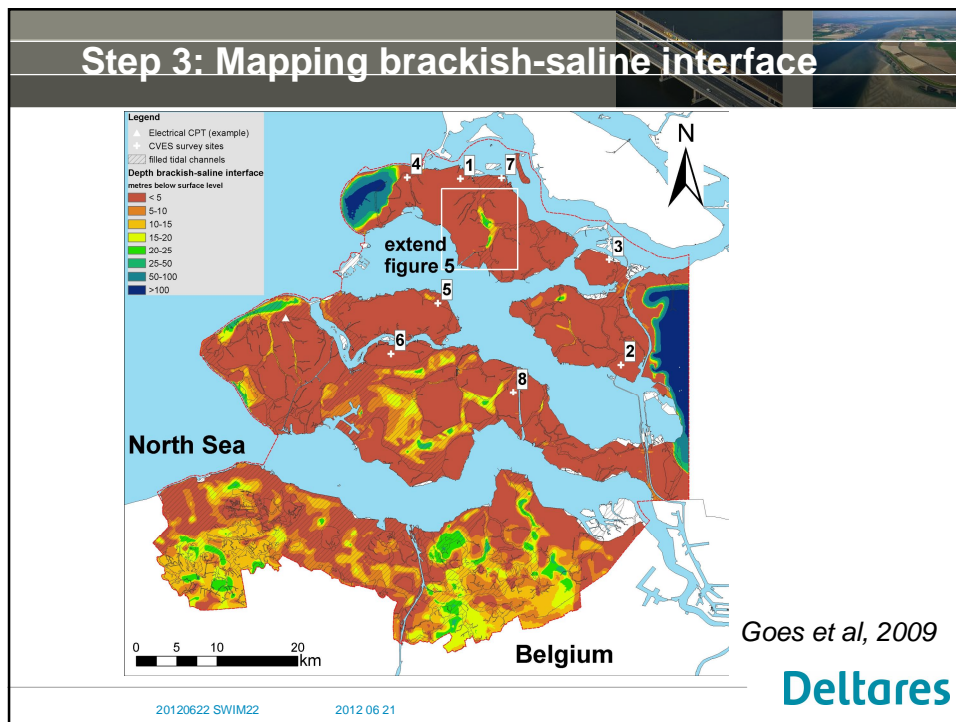 Step 3: Mapping brackish-saline interface
Legend
Electrical CPT (example)
CVES survey sites
filled tidal channels
Depth brackish-saline interface
metres below surface level
< 5
5-10
10-15
15-20
20-25
25-50
50-100
>100
N
4
1
7
3
extend
figure 5
5
6
2
8
North Sea
0 5 10 20
km
Belgium
Goes et al, 2009
Deltares
20120622 SWIM22 2012 06 21